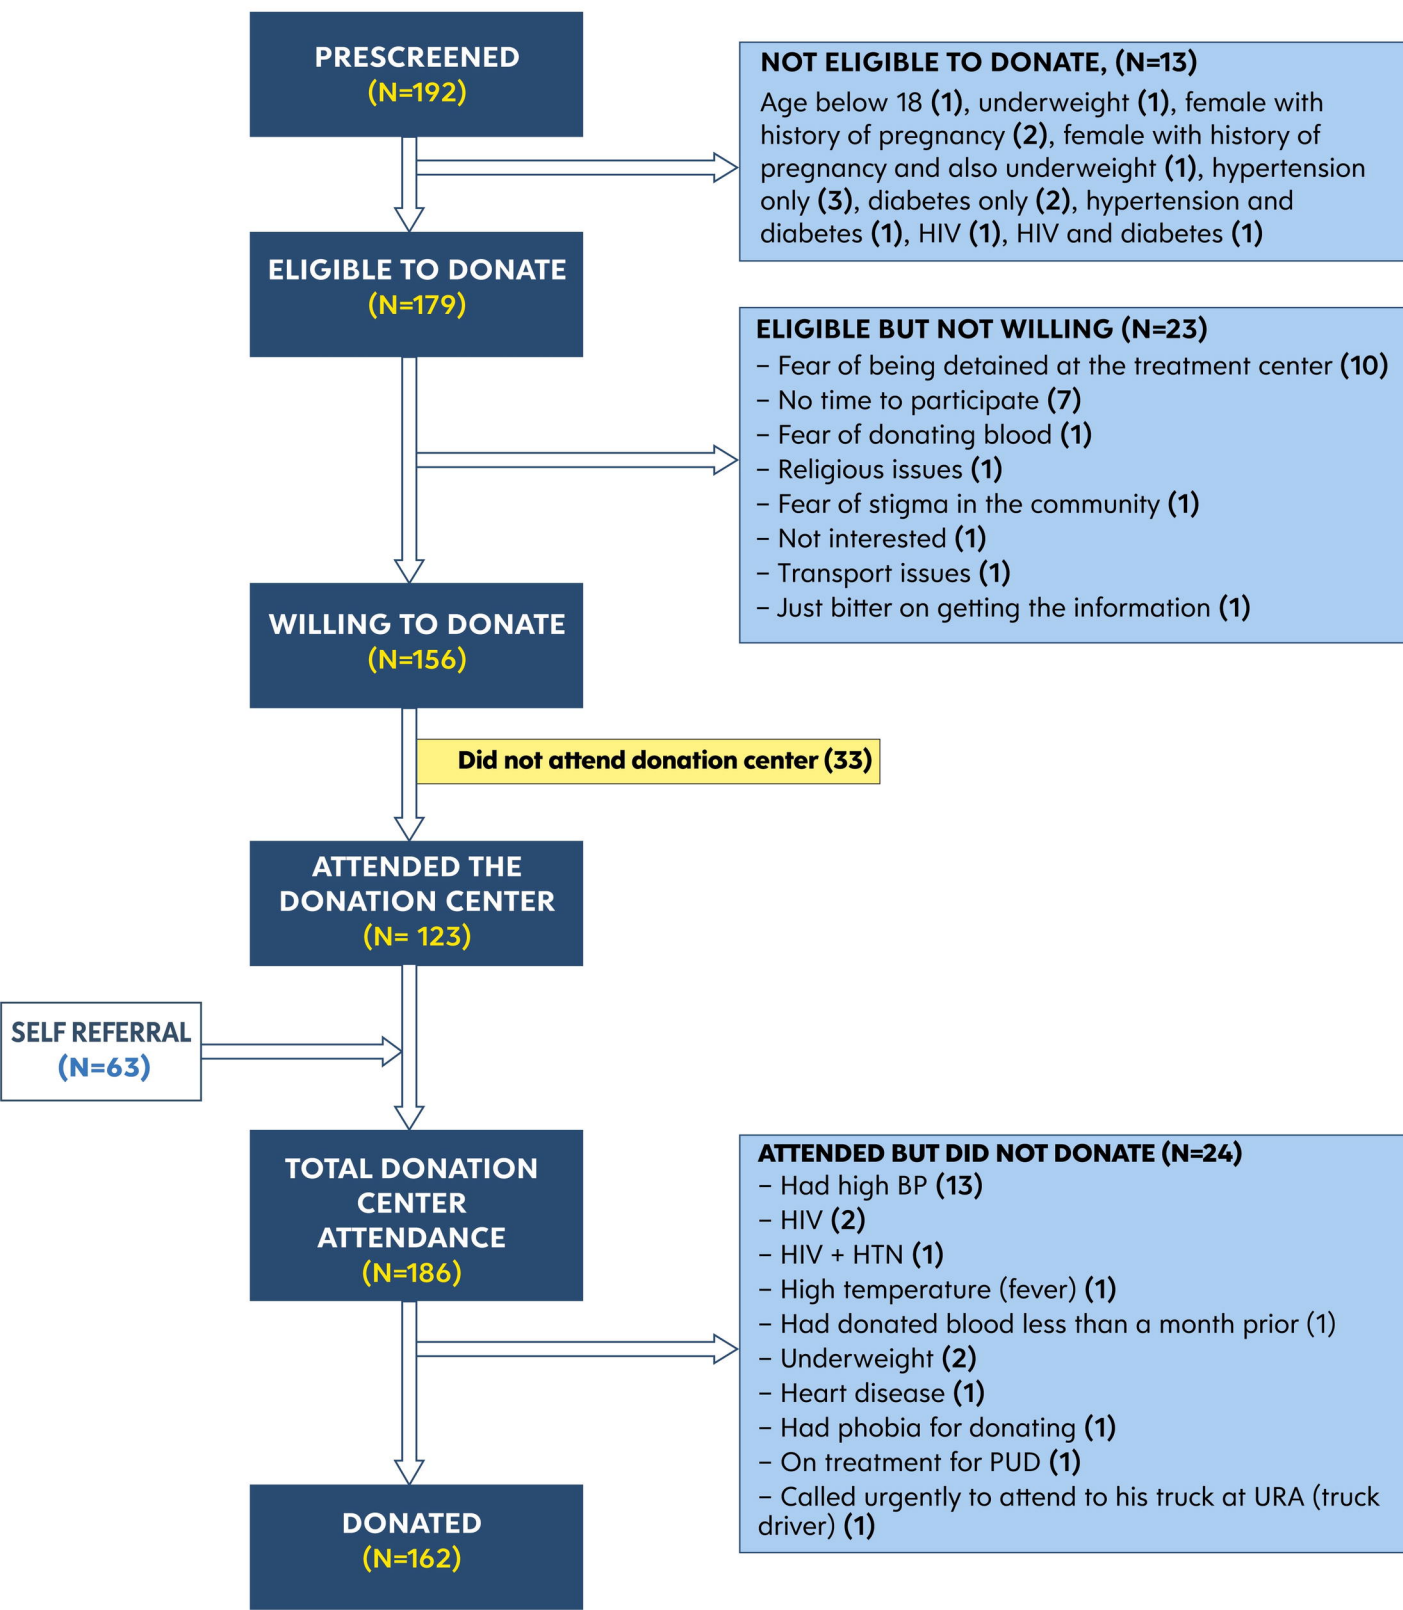 PRESCREENED
(N=192)
NOT ELIGIBLE TO DONATE, (N=13)
Age below 18 (1), underweight (1), female with
history of pregnancy (2), female with history of
pregnancy and also underweight (1), hypertension
only (3), diabetes only (2), hypertension and
diabetes (1), HIV (1), HIV and diabetes (1)
ELIGIBLE TO DONATE
(N=179)
ELIGIBLE BUT NOT WILLING (N=23)
– Fear of being detained at the treatment center (10)
– No time to participate (7)
– Fear of donating blood (1)
– Religious issues (1)
– Fear of stigma in the community (1)
– Not interested (1)
– Transport issues (1)
– Just bitter on getting the information (1)
WILLING TO DONATE
(N=156)
Did not attend donation center (33)
ATTENDED THE
DONATION CENTER
(N= 123)
SELF REFERRAL
(N=63)
TOTAL DONATION
CENTER
ATTENDANCE
(N=186)
ATTENDED BUT DID NOT DONATE (N=24)
– Had high BP (13)
– HIV (2)
– HIV + HTN (1)
– High temperature (fever) (1)
– Had donated blood less than a month prior (1)
– Underweight (2)
– Heart disease (1)
– Had phobia for donating (1)
– On treatment for PUD (1)
– Called urgently to attend to his truck at URA (truck
driver) (1)
DONATED
(N=162)